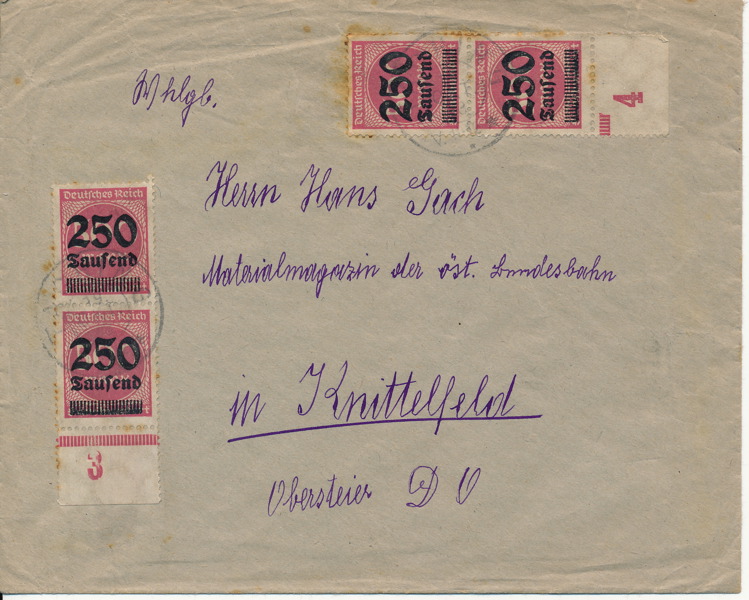 Deutsches Reich
250
Tausend
Deutsches Reich
250
Tausend
4
Whlgb.
Herrn Hans Gach
Materialmagazin der öst. Bundesbahn
in Knittelfeld
Obersteier D O
Deutsches Reich
250
Tausend
Deutsches Reich
250
Tausend
3